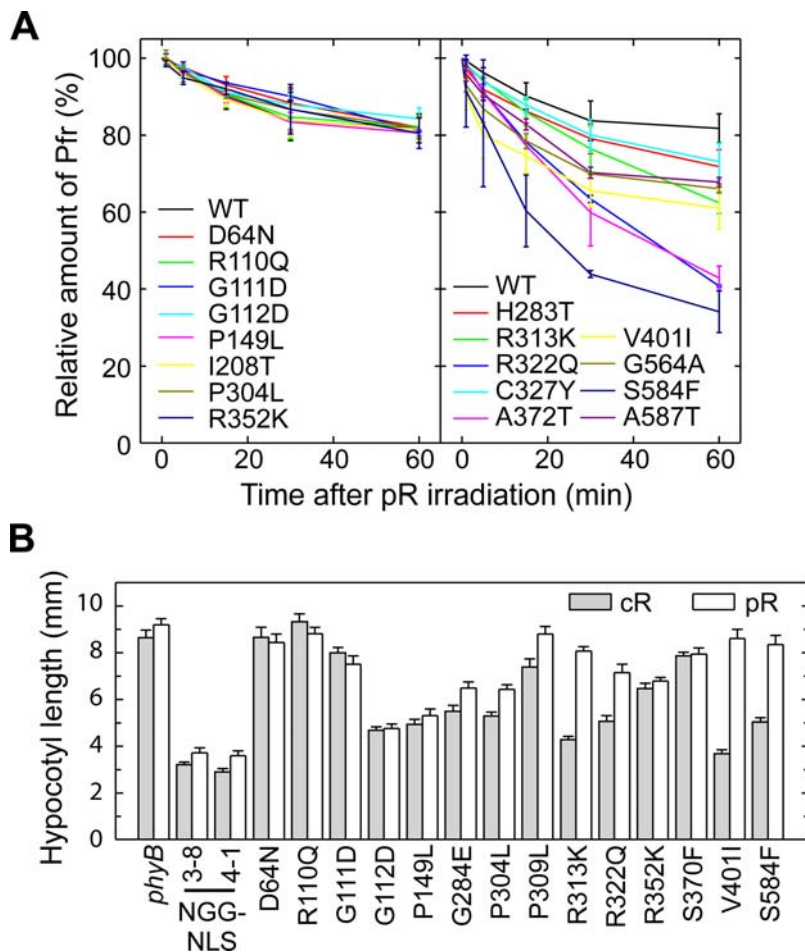 A
Relative amount of Pfr (%)
100
80
60
40
20
0
WT
D64N
R110Q
G111D
G112D
P149L
I208T
P304L
R352K
WT
H283T
R313K
R322Q
C327Y
A372T
V401I
G564A
S584F
A587T
0 20 40 60 0 20 40 60
Time after pR irradiation (min)
B
Hypocotyl length (mm)
10
8
6
4
2
0
cR pR
phyB
3-8
4-1
NGG-
NLS
D64N
R110Q
G111D
G112D
P149L
G284E
P304L
P309L
R313K
R322Q
R352K
S370F
V401I
S584F